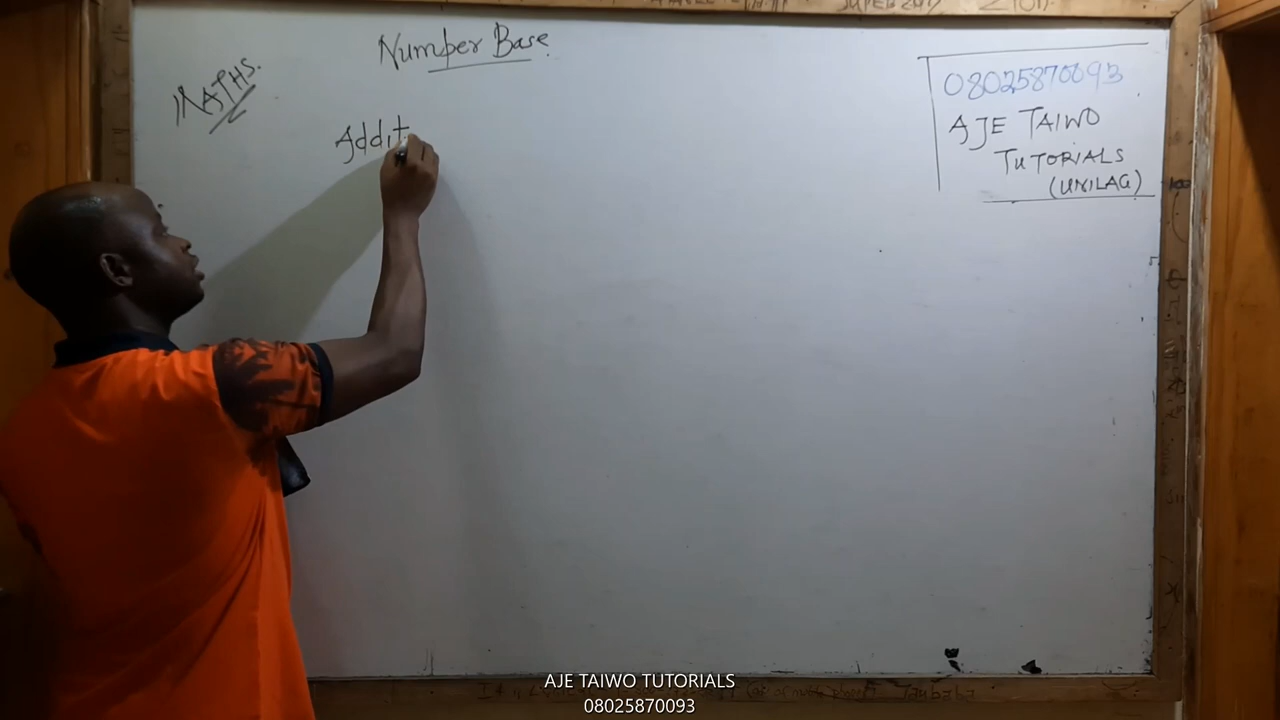 Number Base.
MATHS.
Addit
08025870093
AJE TAIWO
TUTORIALS
(UNILAG)
AJE TAIWO TUTORIALS
08025870093